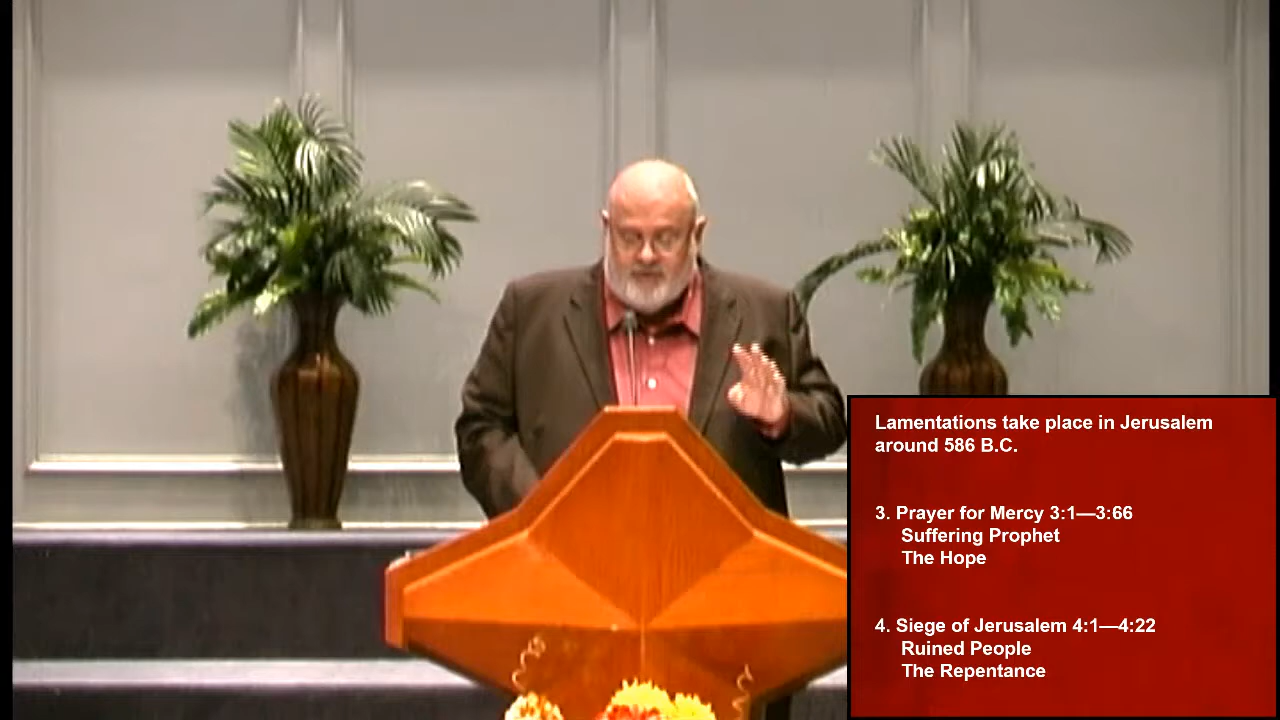 Lamentations take place in Jerusalem
around 586 B.C.
3. Prayer for Mercy 3:1—3:66
Suffering Prophet
The Hope
4. Siege of Jerusalem 4:1—4:22
Ruined People
The Repentance